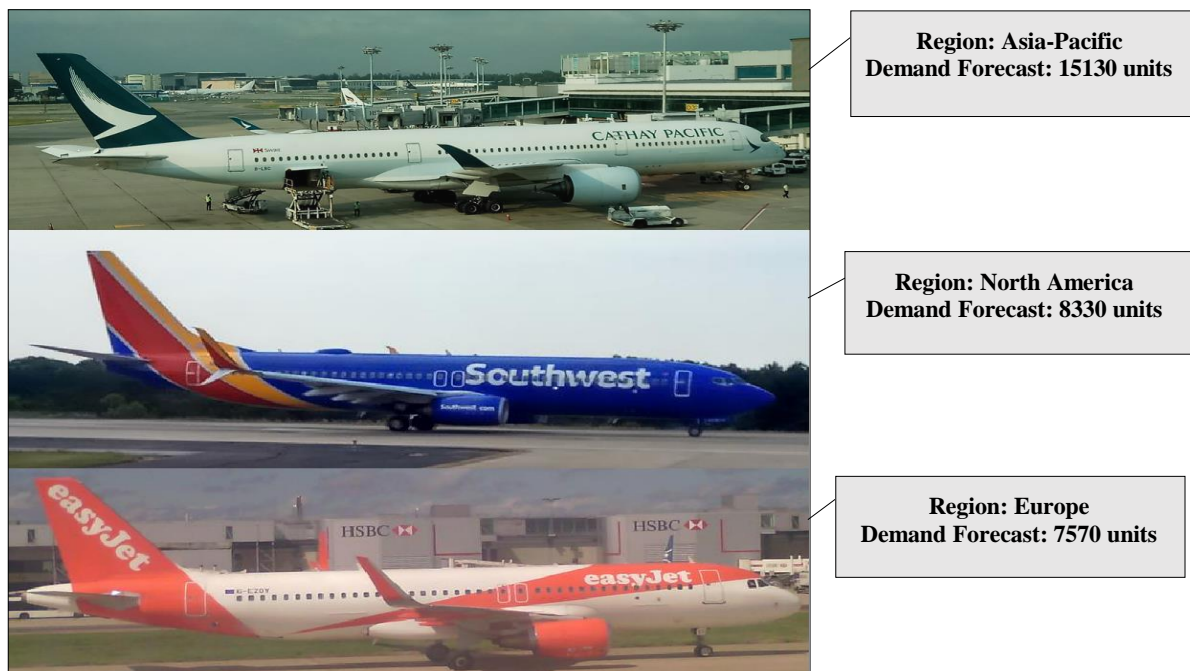 CATHAY PACIFIC
Swire
Region: Asia-Pacific
Demand Forecast: 15130 units
Southwest
Southwest.com
Region: North America
Demand Forecast: 8330 units
easyJet
HSBC
HSBC
easyJet
Region: Europe
Demand Forecast: 7570 units